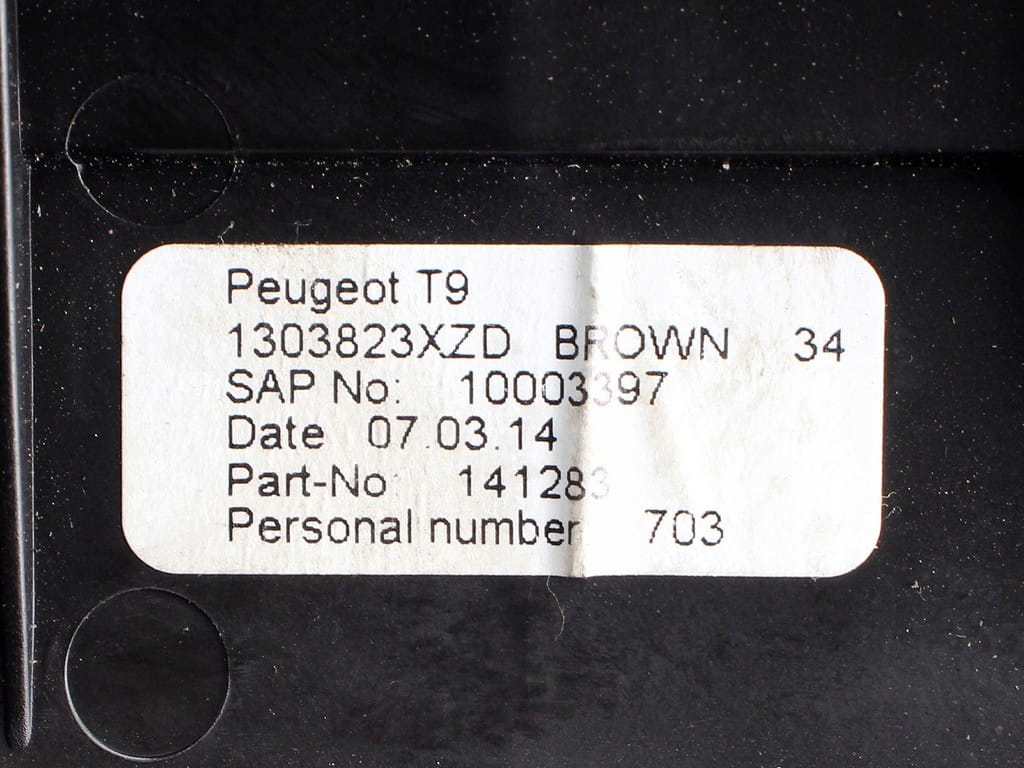 Peugeot T9
1303823XZD BROWN 34
SAP No: 10003397
Date 07.03.14
Part-No: 141283
Personal number 703